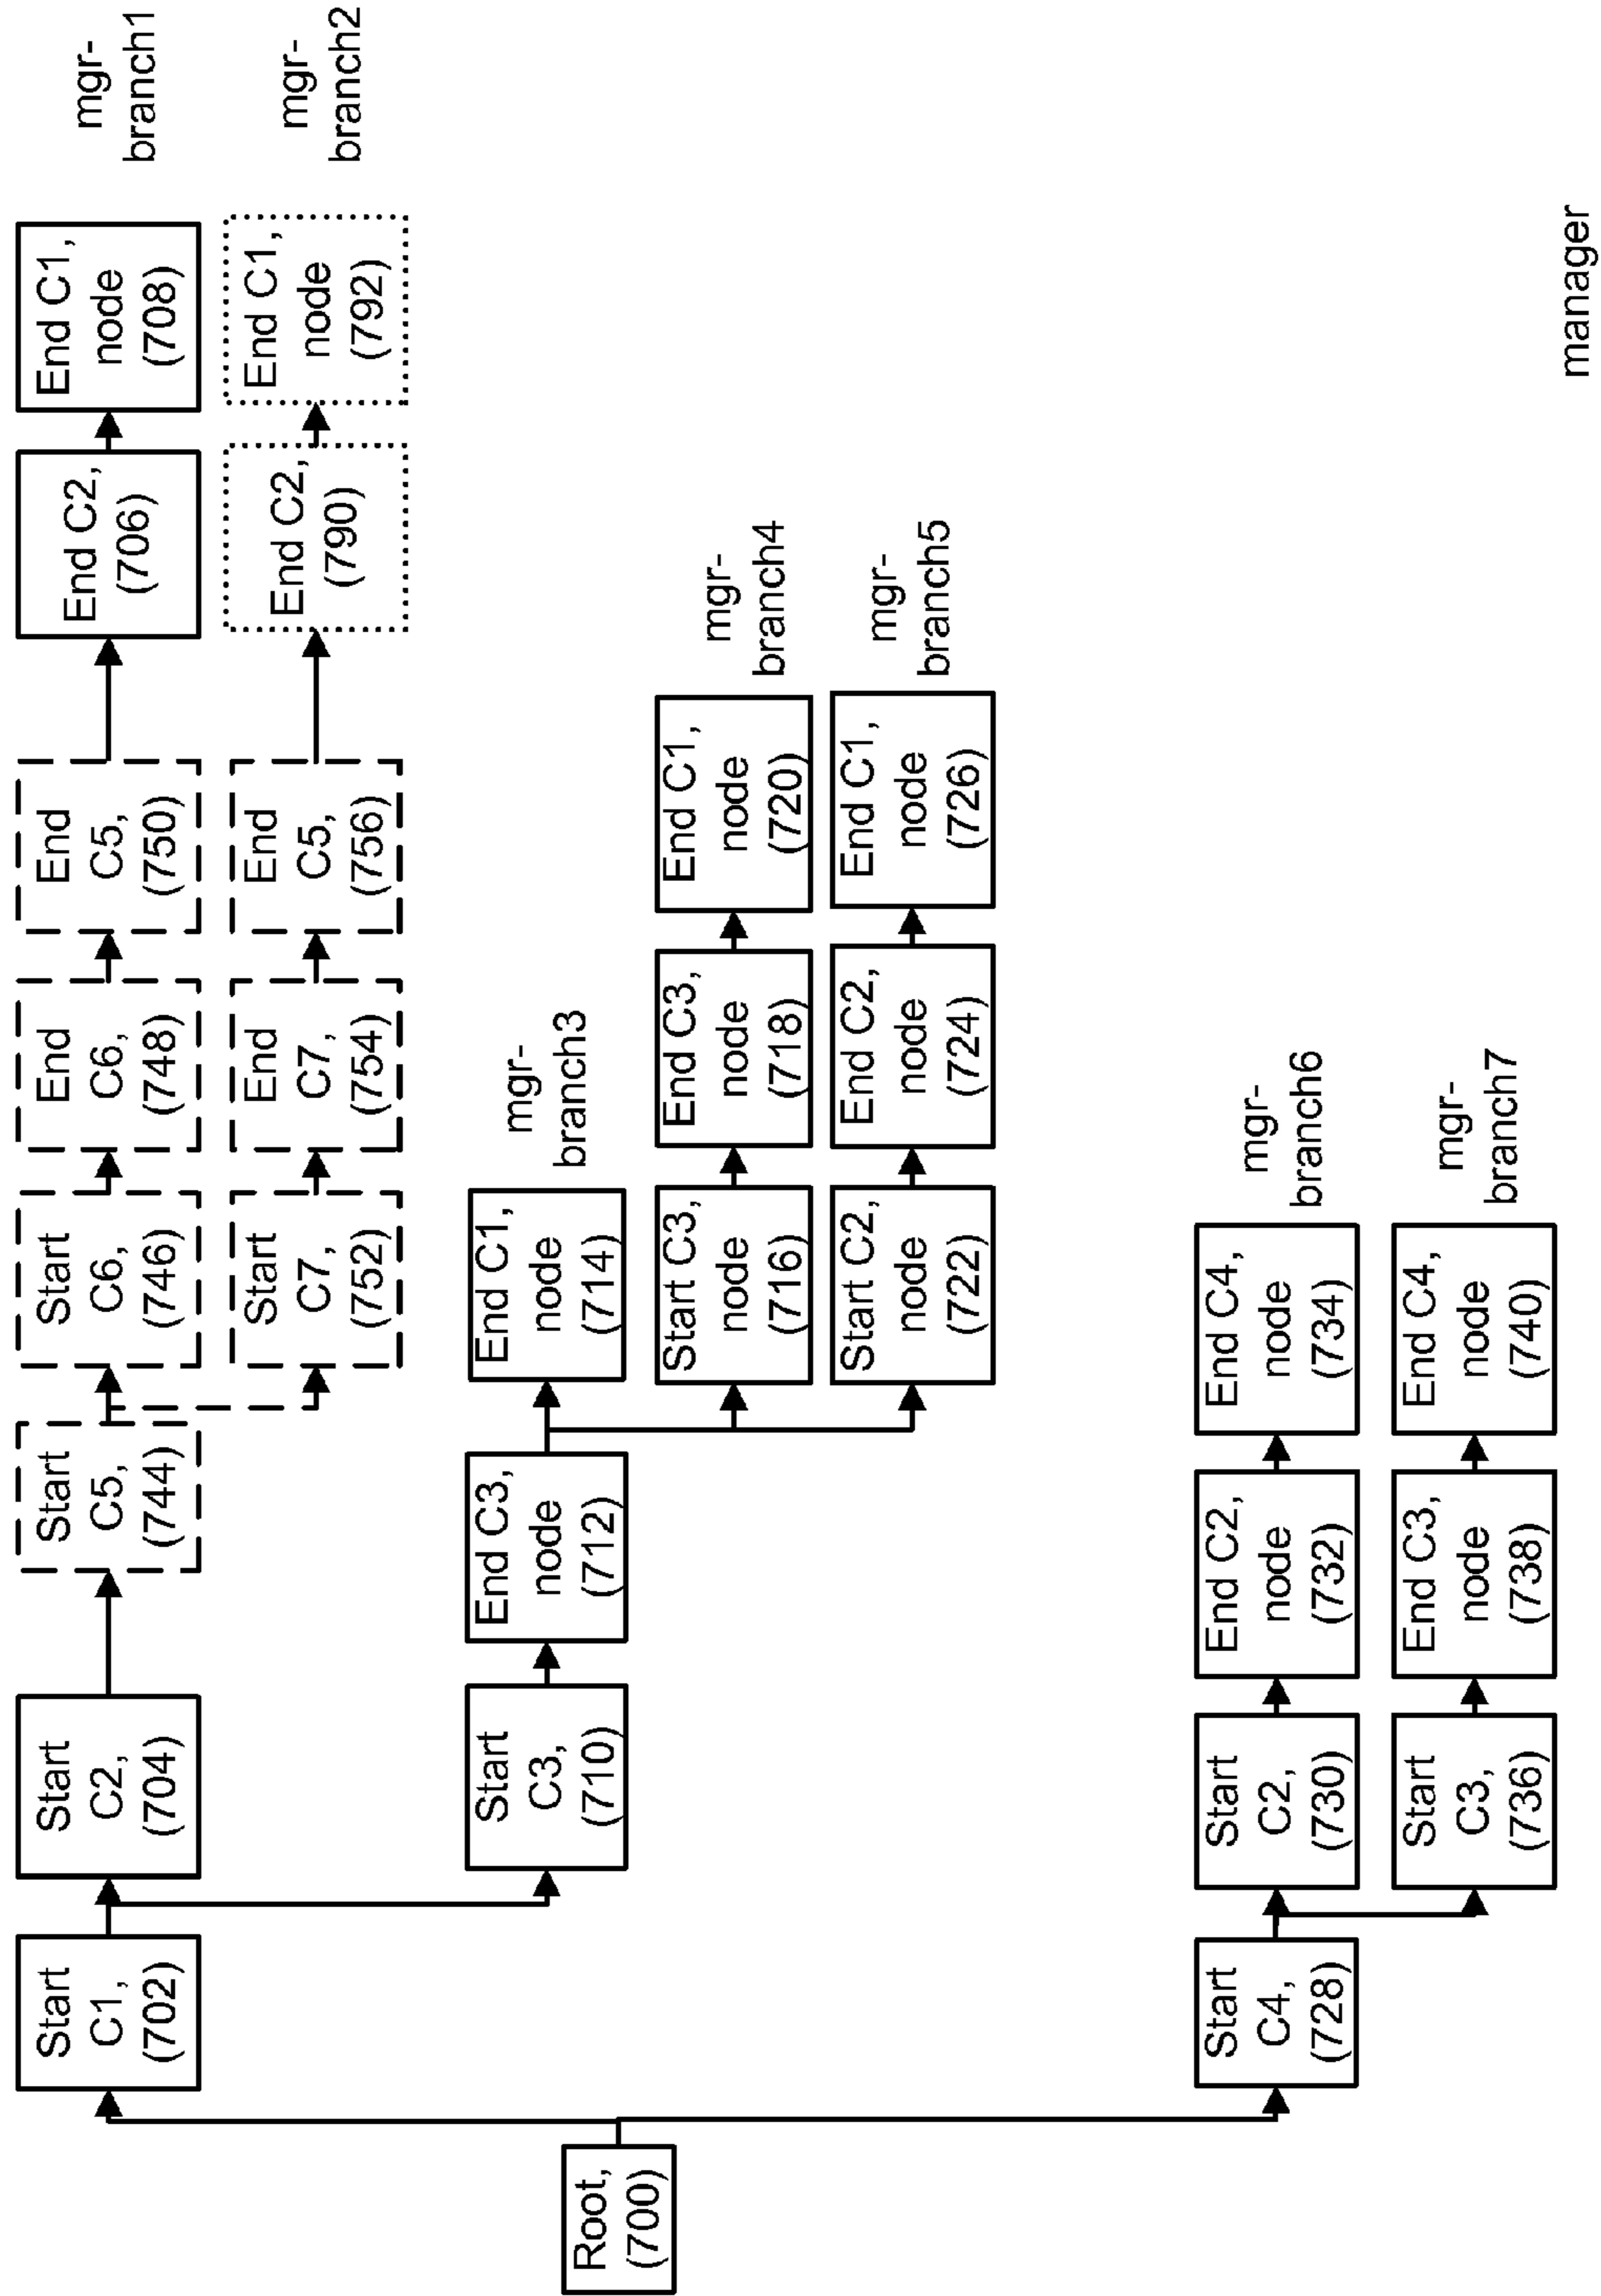 Root,
(700)
Start
C1,
(702)
Start
C2,
(704)
Start
C5,
(744)
Start
C6,
(746)
End
C6,
(748)
End
C5,
(750)
End C2,
(706)
End C1,
node
(708)
mgr-
branch1
Start
C7,
(752)
End
C7,
(754)
End
C5,
(756)
End C2,
(790)
End C1,
node
(792)
mgr-
branch2
Start
C3,
(710)
End C3,
node
(712)
End C1,
node
(714)
mgr-
branch3
Start C3,
node
(716)
End C3,
node
(718)
End C1,
node
(720)
mgr-
branch4
Start C2,
node
(722)
End C2,
node
(724)
End C1,
node
(726)
mgr-
branch5
Start
C4,
(728)
Start
C2,
(730)
End C2,
node
(732)
End C4,
node
(734)
mgr-
branch6
Start
C3,
(736)
End C3,
node
(738)
End C4,
node
(740)
mgr-
branch7
manager